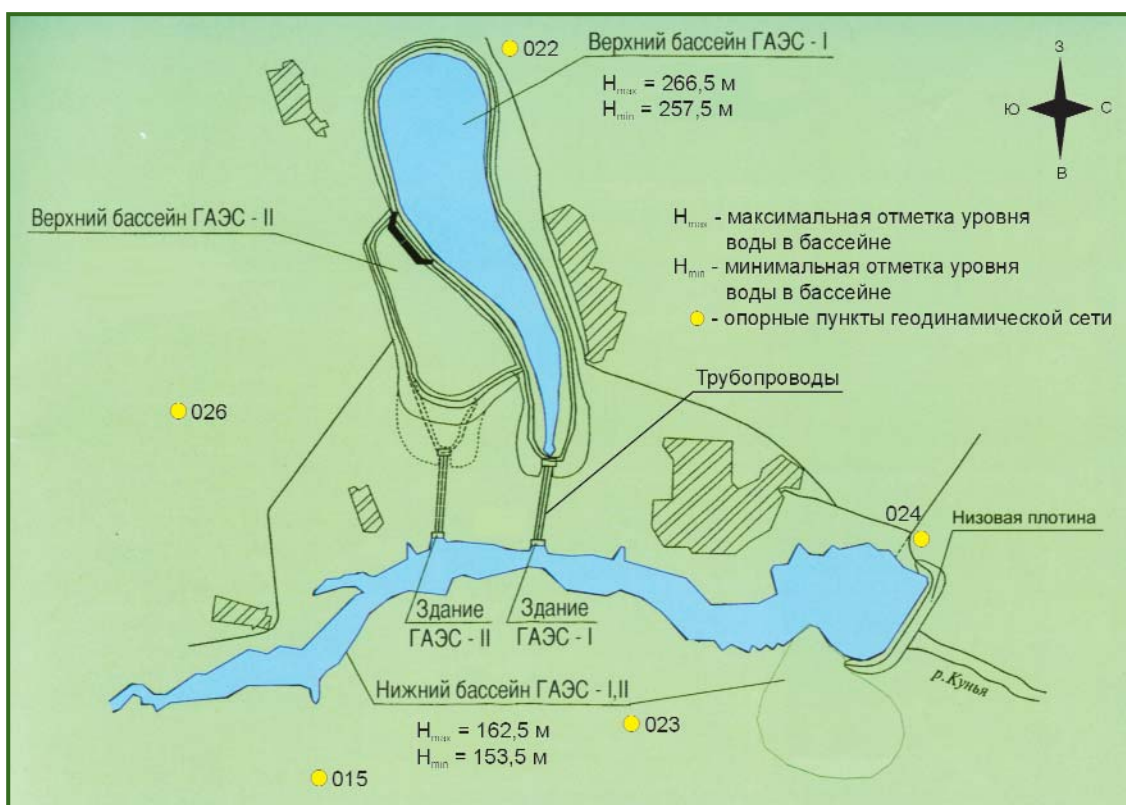 022
Верхний бассейн ГАЭС - I
Hmax = 266,5 м
Hmin = 257,5 м
З
Ю
С
В
Верхний бассейн ГАЭС - II
Hmax - максимальная отметка уровня
воды в бассейне
Hmin - минимальная отметка уровня
воды в бассейне
- опорные пункты геодинамической сети
Трубопроводы
026
024
Низовая плотина
Здание
ГАЭС - II
Здание
ГАЭС - I
р.Кунья
Нижний бассейн ГАЭС - I,II
Hmax = 162,5 м
Hmin = 153,5 м
023
015